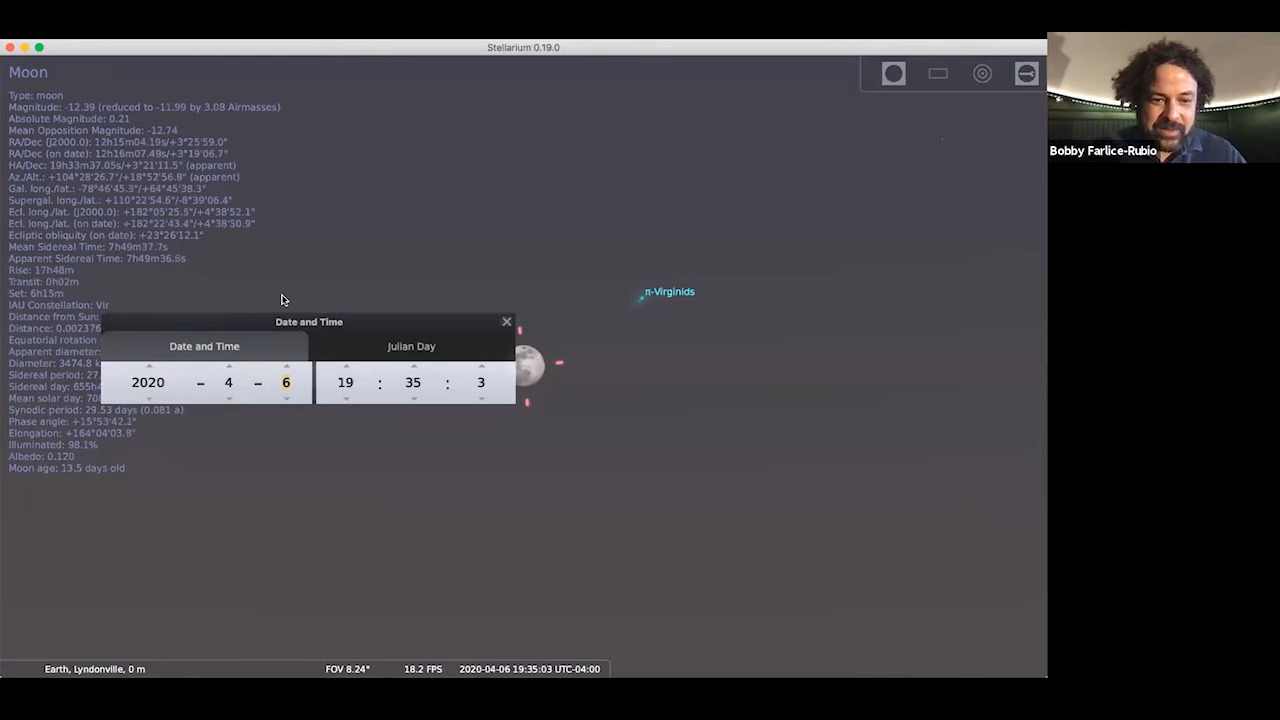 Stellarium 0.19.0
Moon
Type: moon
Magnitude: -12.39 (reduced to -11.99 by 3.08 Airmasses)
Absolute Magnitude: 0.21
Mean Opposition Magnitude: -12.74
RA/Dec (J2000.0): 12h15m04.19s/+3°25'59.0"
RA/Dec (on date): 12h16m07.49s/+3°19'06.7"
HA/Dec: 19h33m37.05s/+3°21'11.5" (apparent)
Az./Alt.: +104°28'26.7"/+18°52'56.9" (apparent)
Gal. long./lat.: -78°46'45.3"/+64°45'38.3"
Supergal. long./lat.: +110°22'54.6"/-8°39'06.4"
Ecl. long./lat. (J2000.0): +182°05'25.5"/+4°38'52.1"
Ecl. long./lat. (on date): +182°22'43.4"/+4°38'50.9"
Ecliptic obliquity (on date): +23°26'12.1"
Mean Sidereal Time: 7h49m37.7s
Apparent Sidereal Time: 7h49m36.8s
Rise: 17h48m
Transit: 0h02m
Set: 6h15m
IAU Constellation: Vir
Distance from Sun:
Distance: 0.002376
Equatorial rotation
Apparent diameter:
Diameter: 3474.8
Sidereal period: 27.
Sidereal day: 655h
Mean solar day: 70
Synodic period: 29.53 days (0.081 a)
Phase angle: +15°53'42.1"
Elongation: +164°04'03.8"
Illuminated: 98.1%
Albedo: 0.120
Moon age: 13.5 days old
Date and Time
Date and Time Julian Day
2020 – 4 – 6 19 : 35 : 3
π-Virginids
Bobby Farlice-Rubio
Earth, Lyndonville, 0 m FOV 8.24° 18.2 FPS 2020-04-06 19:35:03 UTC-04:00